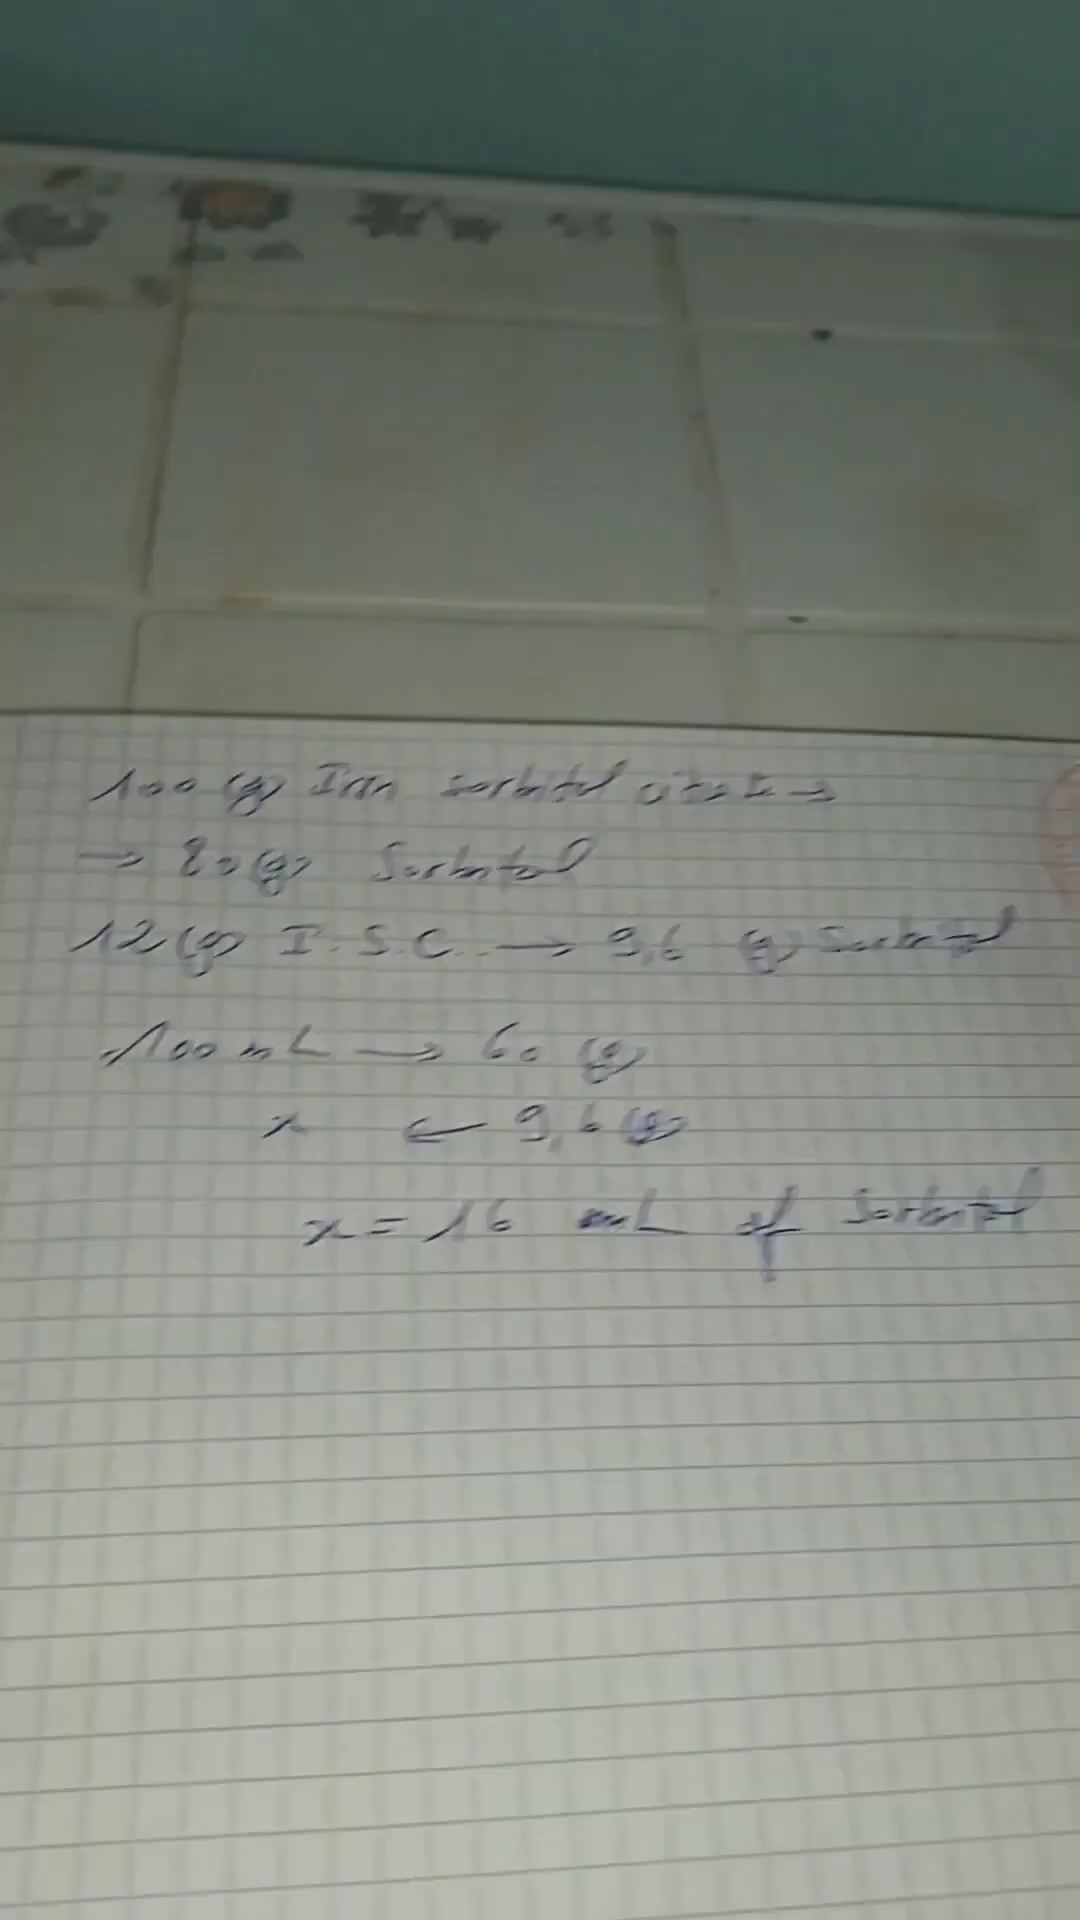 100 (g) Iron sorbitol citrate →
→ 80 (g) Sorbitol
12 (g) I.S.C. → 9,6 (g) Sorbitol
100 mL → 60 (g)
x ← 9,6 (g)
x = 16 mL of Sorbitol